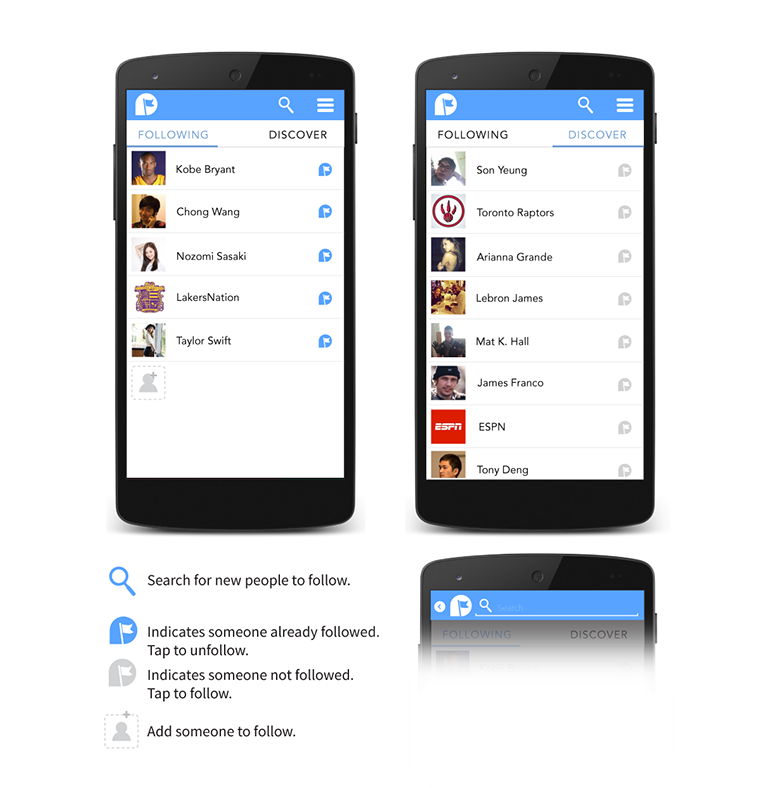 FOLLOWING
DISCOVER
Kobe Bryant
Chong Wang
Nozomi Sasaki
LakersNation
Taylor Swift
FOLLOWING
DISCOVER
Son Yeung
Toronto Raptors
Arianna Grande
Lebron James
Mat K. Hall
James Franco
ESPN
ESPN
Tony Deng
Search for new people to follow.
Indicates someone already followed.
Tap to unfollow.
Indicates someone not followed.
Tap to follow.
Add someone to follow.
Search
FOLLOWING
DISCOVER